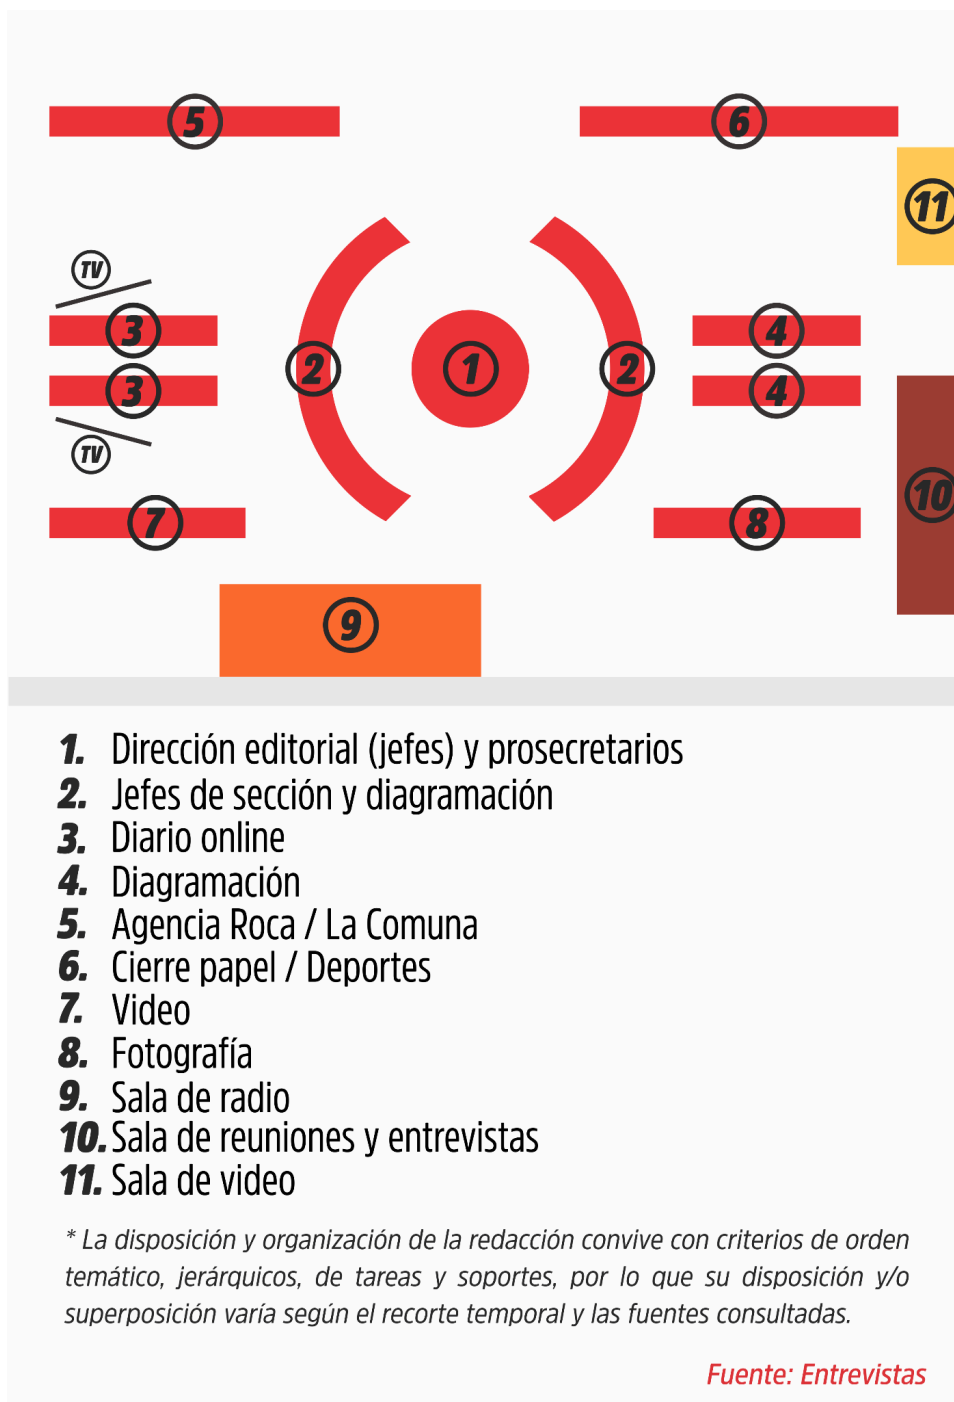 5
6
11
TV
3
4
2
1
2
3
4
TV
10
7
8
9
1. Dirección editorial (jefes) y prosecretarios
2. Jefes de sección y diagramación
3. Diario online
4. Diagramación
5. Agencia Roca / La Comuna
6. Cierre papel / Deportes
7. Video
8. Fotografía
9. Sala de radio
10. Sala de reuniones y entrevistas
11. Sala de video
* La disposición y organización de la redacción convive con criterios de orden
temático, jerárquicos, de tareas y soportes, por lo que su disposición y/o
superposición varía según el recorte temporal y las fuentes consultadas.
Fuente: Entrevistas